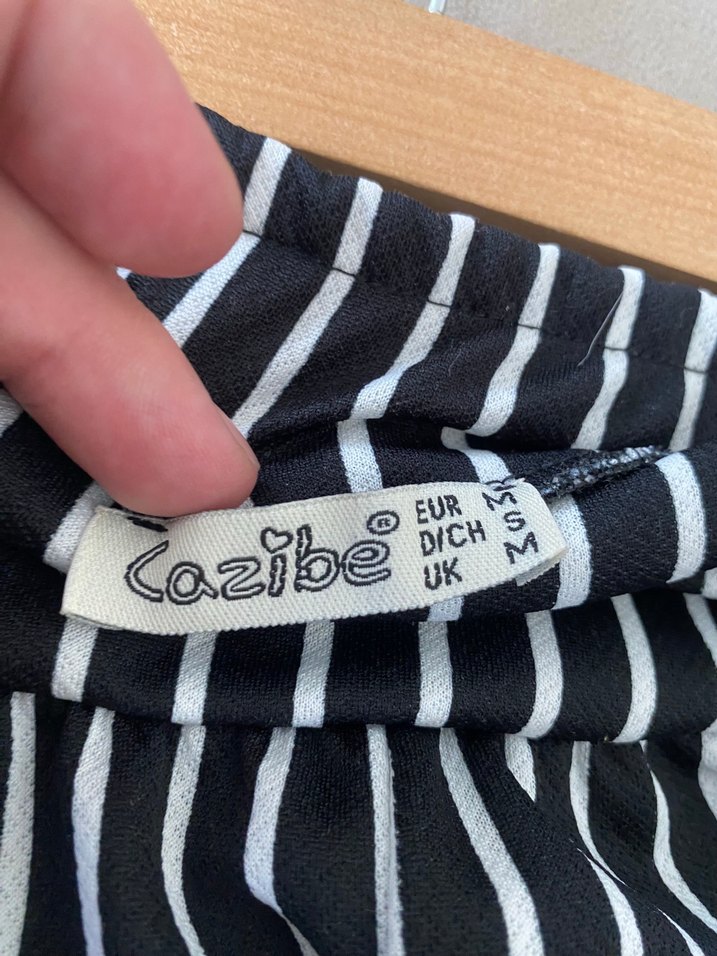 Cazibe ®
EUR M
D/CH S
UK M